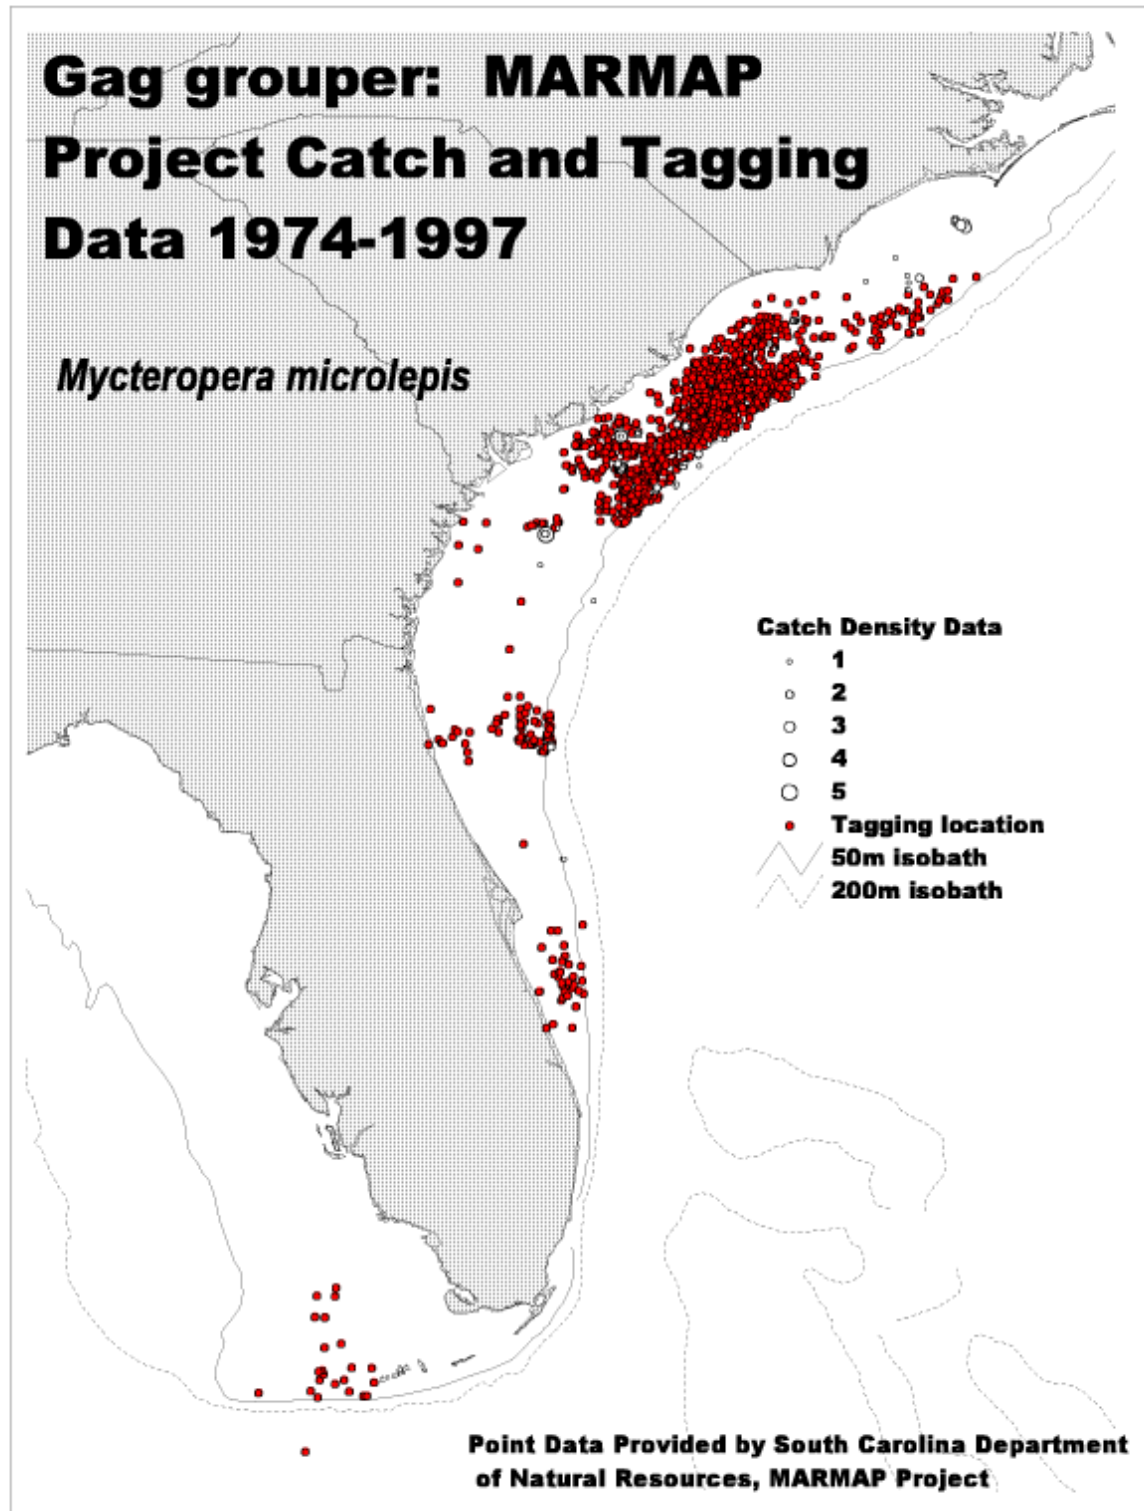 Gag grouper: MARMAP
Project Catch and Tagging
Data 1974-1997
Mycteropera microlepis
Catch Density Data
1
2
3
4
5
Tagging location
50m isobath
200m isobath
Point Data Provided by South Carolina Department
of Natural Resources, MARMAP Project